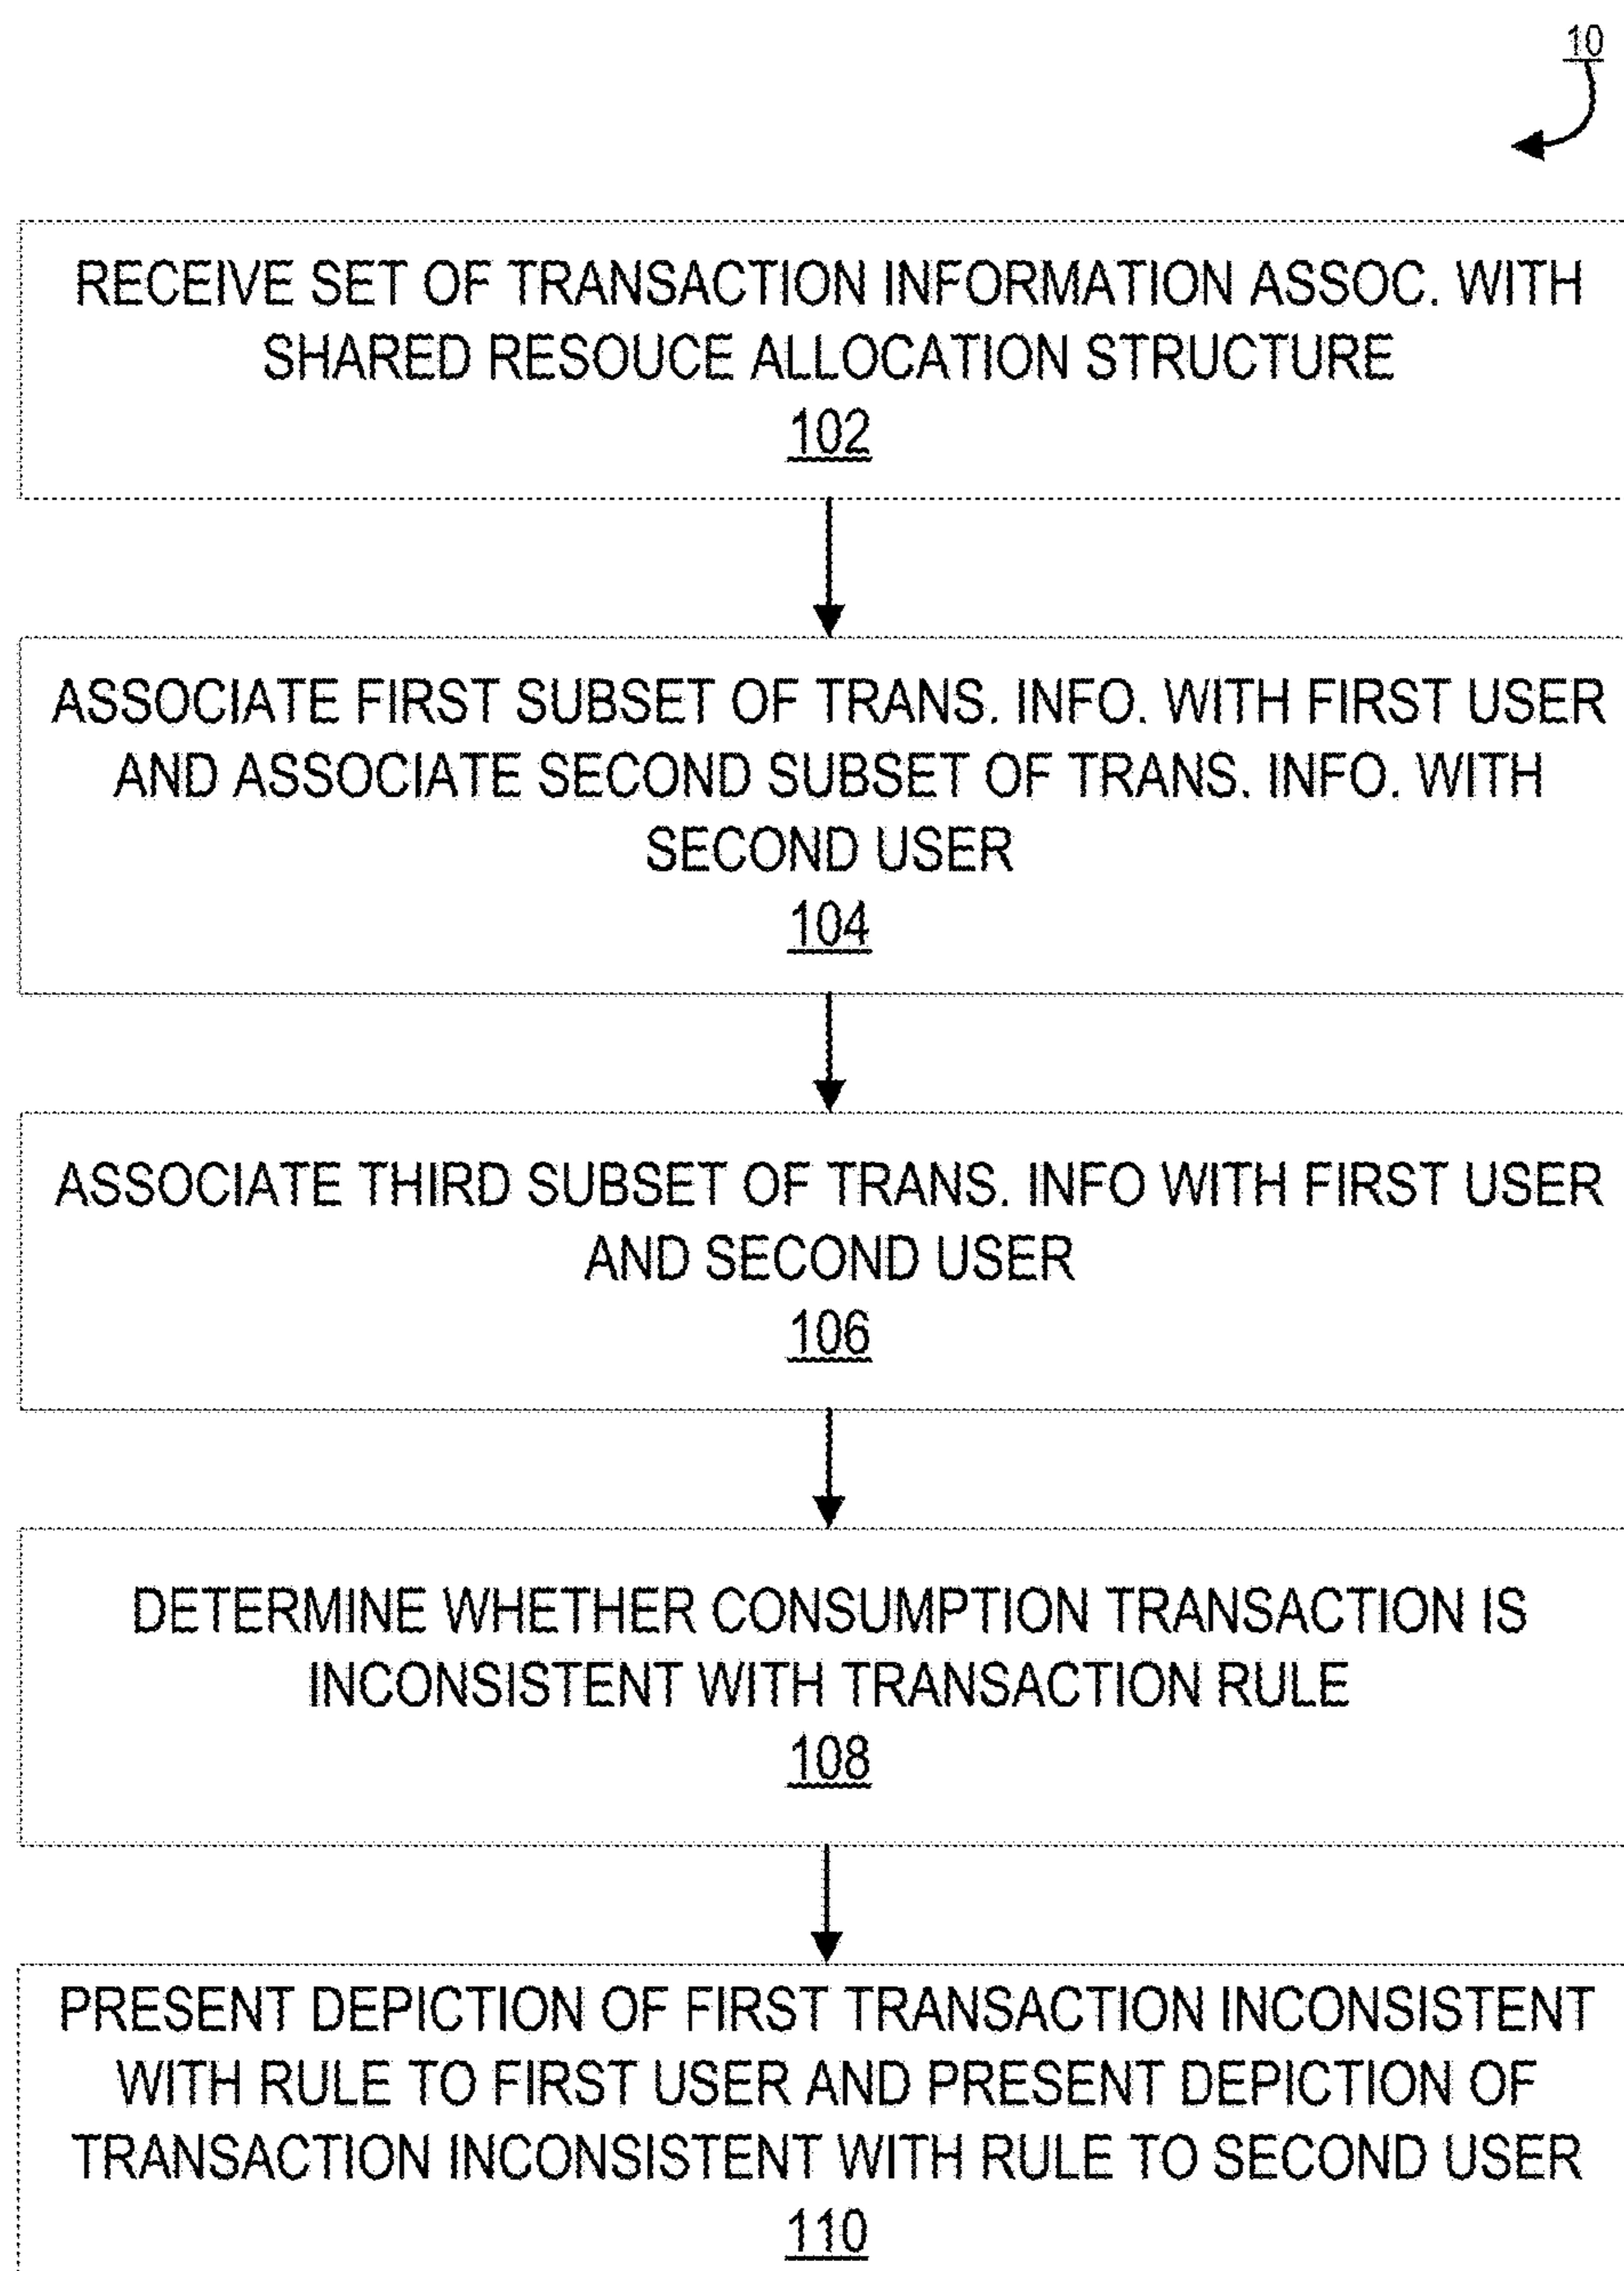 10
RECEIVE SET OF TRANSACTION INFORMATION ASSOC. WITH
SHARED RESOUCE ALLOCATION STRUCTURE
102
ASSOCIATE FIRST SUBSET OF TRANS. INFO. WITH FIRST USER
AND ASSOCIATE SECOND SUBSET OF TRANS. INFO. WITH
SECOND USER
104
ASSOCIATE THIRD SUBSET OF TRANS. INFO WITH FIRST USER
AND SECOND USER
106
DETERMINE WHETHER CONSUMPTION TRANSACTION IS
INCONSISTENT WITH TRANSACTION RULE
108
PRESENT DEPICTION OF FIRST TRANSACTION INCONSISTENT
WITH RULE TO FIRST USER AND PRESENT DEPICTION OF
TRANSACTION INCONSISTENT WITH RULE TO SECOND USER
110